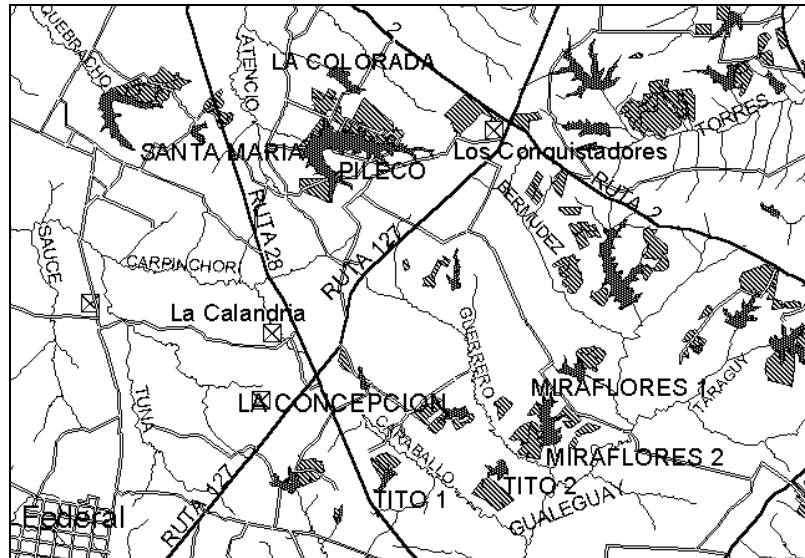 QUEBRACHO
ATENCIO
2
LA COLORADA
TORRES
SANTA MARIA
PILECO
Los Conquistadores
BERMUDEZ
RUTA 2
RUTA 28
RUTA 127
SAUCE
CARPINCHORI
La Calandria
GUERRERO
TUNA
MIRAFLORES 1
TARAGUY
LA CONCEPCION
CARABALLO
MIRAFLORES 2
RUTA 127
TITO 1
TITO 2
GUALEGUAY
Federal